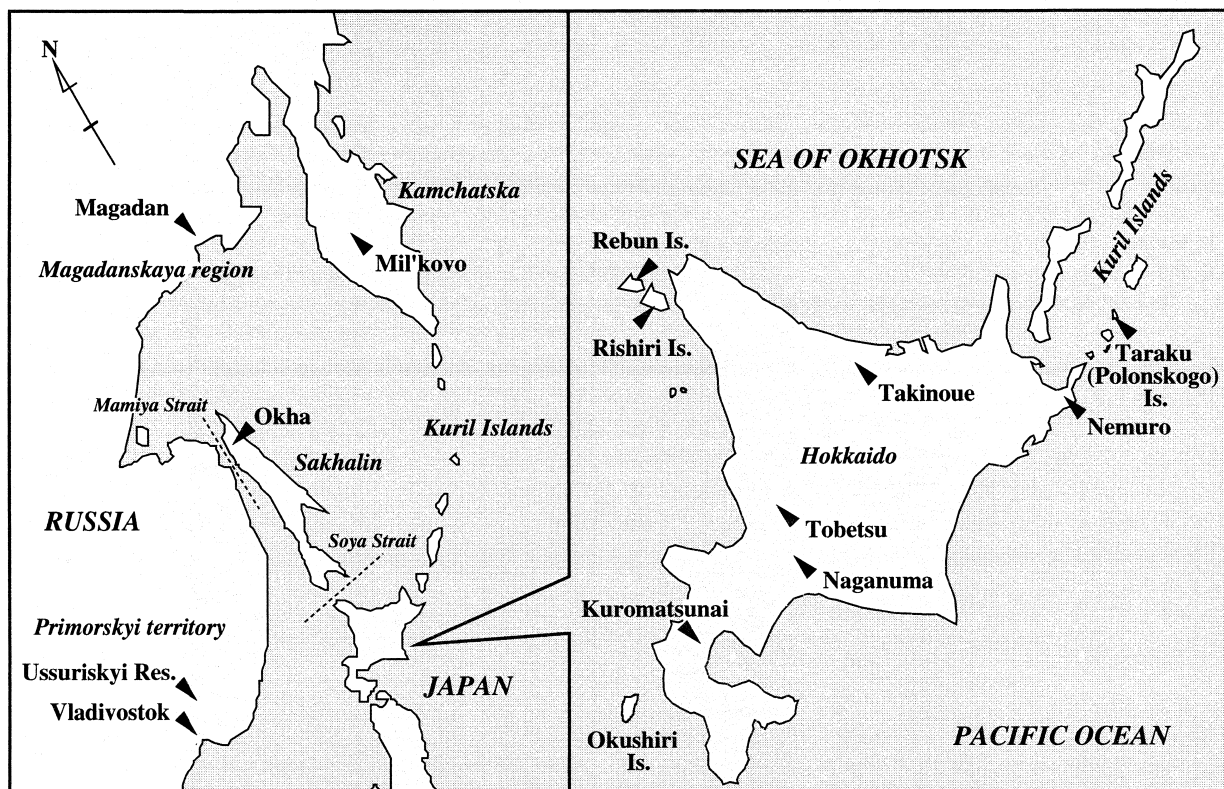 N
Kamchatska
Magadan
Mil'kovo
Magadanskaya region
Mamiya Strait
Okha
Kuril Islands
Sakhalin
RUSSIA
Soya Strait
Primorskyi territory
Ussuriskyi Res.
JAPAN
Vladivostok
SEA OF OKHOTSK
Kuril Islands
Rebun Is.
Rishiri Is.
Taraku
(Polonskogo)
Is.
Takinoue
Nemuro
Hokkaido
Tobetsu
Naganuma
Kuromatsunai
Okushiri
Is.
PACIFIC OCEAN